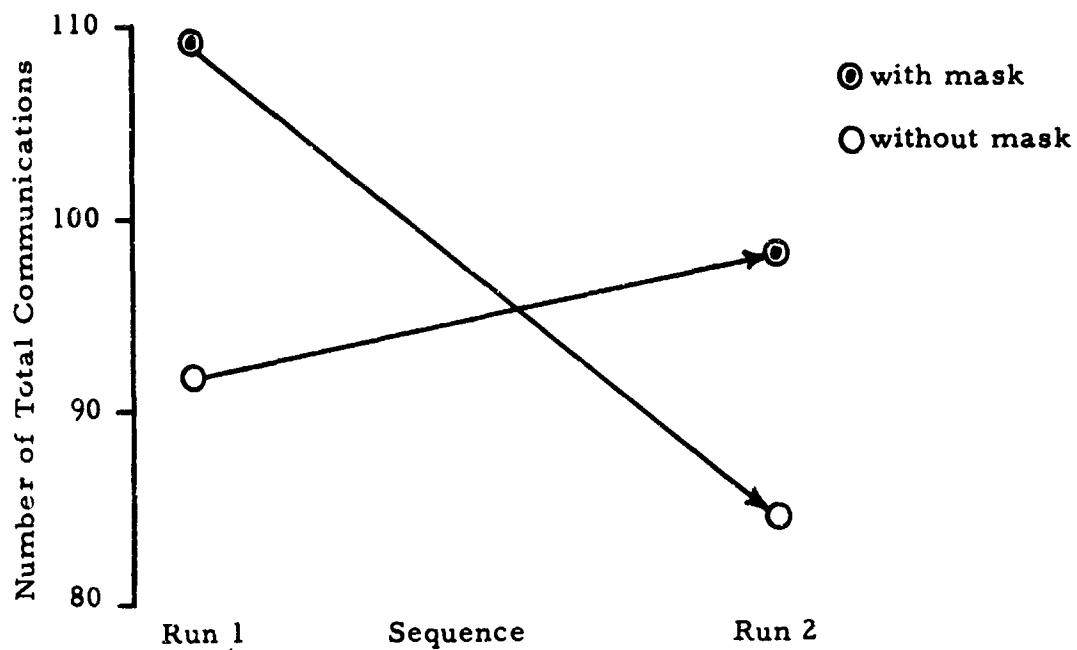 Number of Total Communications
110
100
90
80
with mask
without mask
Run 1 Sequence Run 2